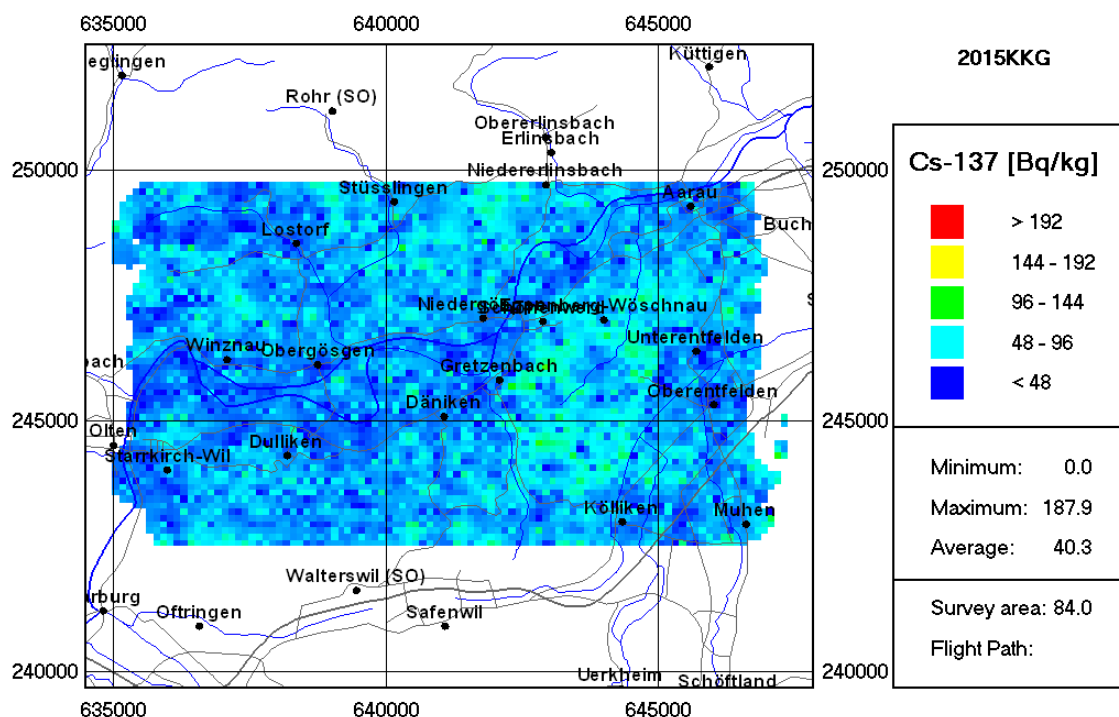 635000 640000 645000
2015KKG
eglingen
Küttigen
Rohr (SO)
Obererlinsbach
Erlinsbach
250000 250000
Niedererlinsbach
Stüsslingen
Aarau
Buch
Lostorf
Eppenberg-Wöschnau
Unterentfelden
Winznau
Obergösgen
bach
Gretzenbach
Oberentfelden
Däniken
245000 245000
Olten
Dulliken
Starrkirch-Wil
Kölliken
Muhen
Walterswil (SO)
rburg
Oftringen
Safenwil
240000 240000
Uerkheim
Schöftland
635000 640000 645000
Cs-137 [Bq/kg]
> 192
144 - 192
96 - 144
48 - 96
< 48
Minimum: 0.0
Maximum: 187.9
Average: 40.3
Survey area: 84.0
Flight Path: